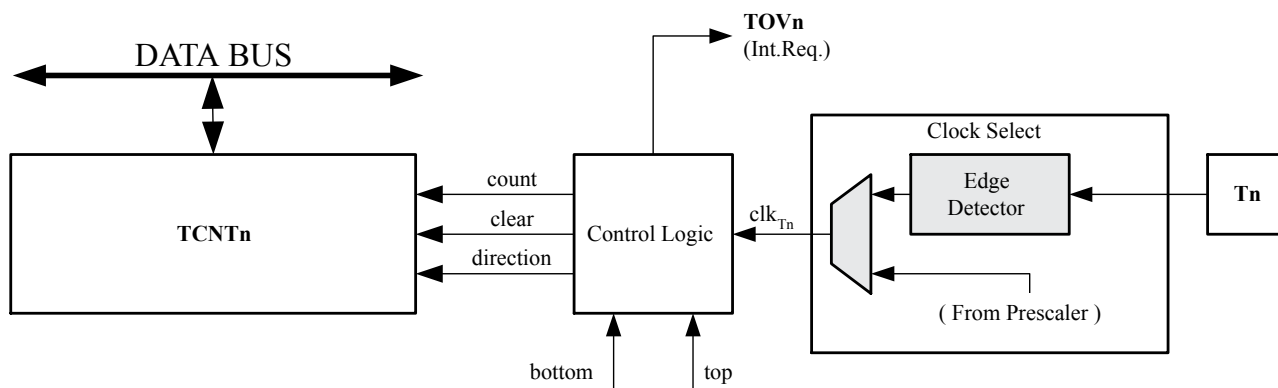 TOVn
(Int.Req.)
DATA BUS
Clock Select
Edge
Detector
Tn
count
clear
direction
TCNTn
Control Logic
clkTn
( From Prescaler )
bottom
top